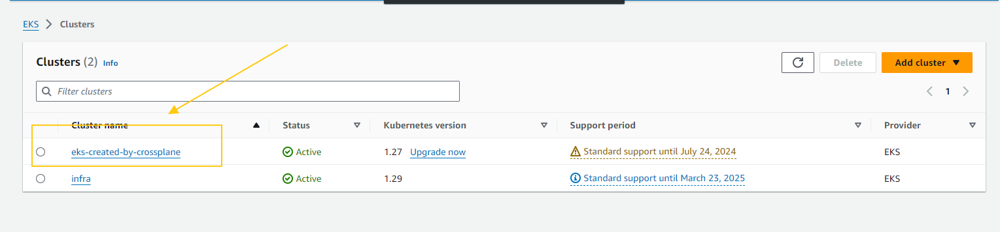 EKS Clusters
Clusters (2) Info
Delete
Add cluster
Filter clusters
1
Cluster name Status Kubernetes version Support period Provider
eks-created-by-crossplane Active 1.27 Upgrade now Standard support until July 24, 2024 EKS
infra Active 1.29 Standard support until March 23, 2025 EKS